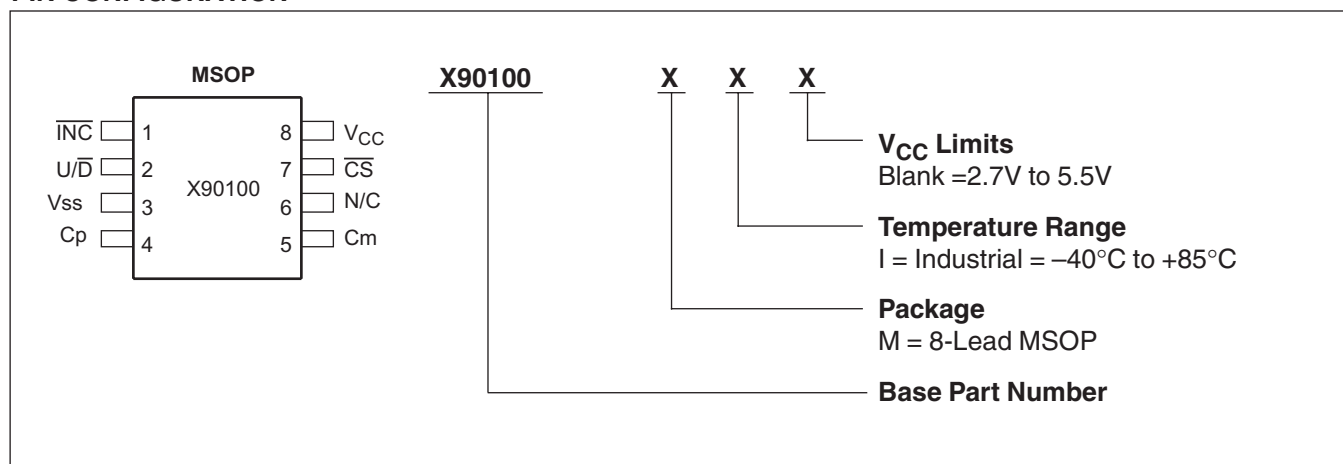 MSOP
X90100 X X X
INC 1 8 VCC
U/D 2 7 CS
X90100
Vss 3 6 N/C
Cp 4 5 Cm
VCC Limits
Blank =2.7V to 5.5V
Temperature Range
I = Industrial = –40°C to +85°C
Package
M = 8-Lead MSOP
Base Part Number